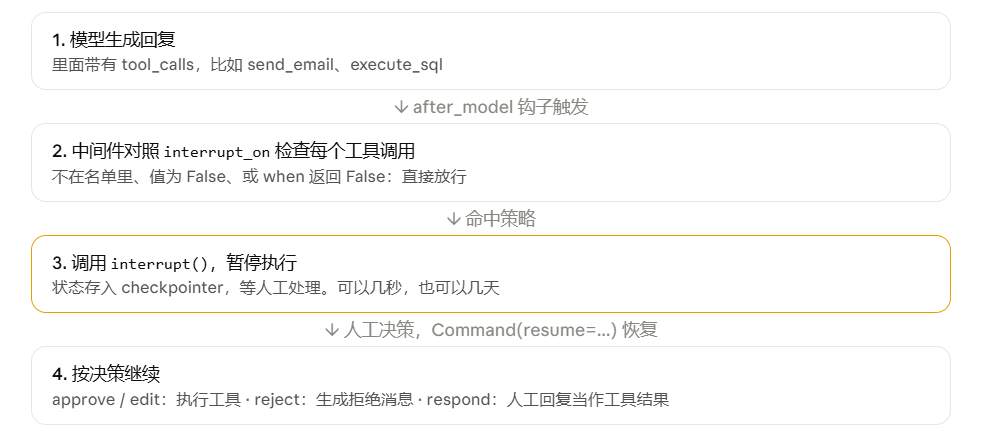 1. 模型生成回复
里面带有 tool_calls，比如 send_email、execute_sql
↓ after_model 钩子触发
2. 中间件对照 interrupt_on 检查每个工具调用
不在名单里、值为 False、或 when 返回 False：直接放行
↓ 命中策略
3. 调用 interrupt()，暂停执行
状态存入 checkpointer，等人工处理。可以几秒，也可以几天
↓ 人工决策，Command(resume=...) 恢复
4. 按决策继续
approve / edit：执行工具 · reject：生成拒绝消息 · respond：人工回复当作工具结果